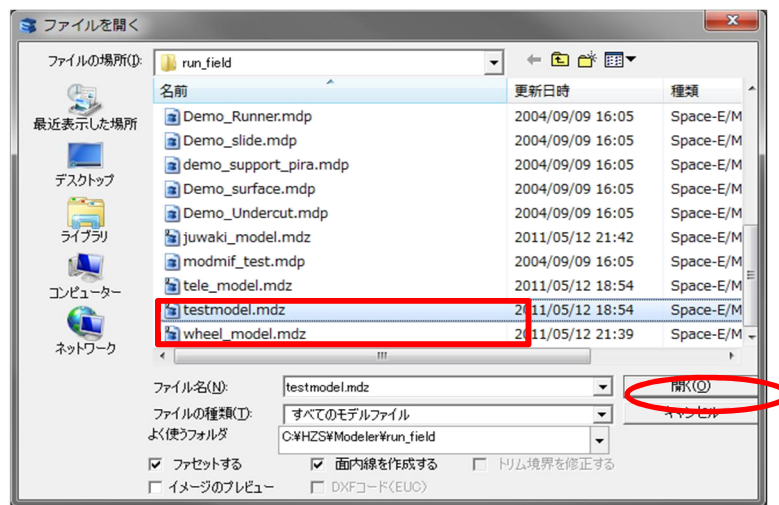 ファイルを開く
ファイルの場所(I): run_field
名前 更新日時 種類
Demo_Runner.mdp 2004/09/09 16:05 Space-E/M
Demo_slide.mdp 2004/09/09 16:05 Space-E/M
demo_support_pira.mdp 2004/09/09 16:05 Space-E/M
Demo_surface.mdp 2004/09/09 16:05 Space-E/M
Demo_Undercut.mdp 2004/09/09 16:05 Space-E/M
juwaki_model.mdz 2011/05/12 21:42 Space-E/M
modmif_test.mdp 2004/09/09 16:05 Space-E/M
tele_model.mdz 2011/05/12 18:54 Space-E/M
testmodel.mdz 2011/05/12 18:54 Space-E/M
wheel_model.mdz 2011/05/12 21:39 Space-E/M
最近表示した場所
デスクトップ
ライブラリ
コンピューター
ネットワーク
ファイル名(N): testmodel.mdz 開く(O)
ファイルの種類(T): すべてのモデルファイル キャンセル
よく使うフォルダ C:¥HZS¥Modeler¥run_field
ファセットする 面内線を作成する トリム境界を修正する
イメージのプレビュー DXFコード(EUC)